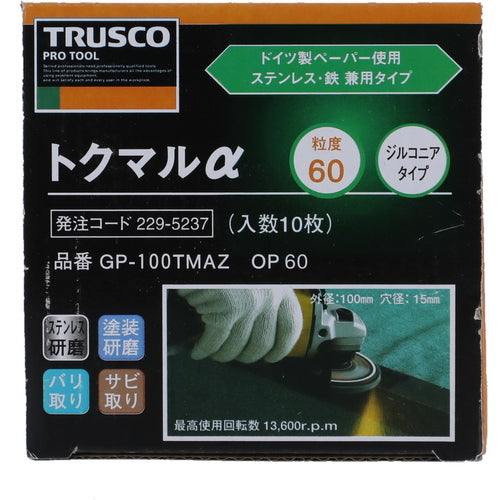 TRUSCO
PRO TOOL
ドイツ製ペーパー使用
ステンレス・鉄 兼用タイプ
トクマルα
粒度
60
ジルコニア
タイプ
発注コード 229-5237
(入数10枚)
品番 GP-100TMAZ OP 60
外径:100mm 穴径:15mm
ステンレス
研磨
塗装
研磨
バリ
取り
サビ
取り
最高使用回転数 13,600r.p.m